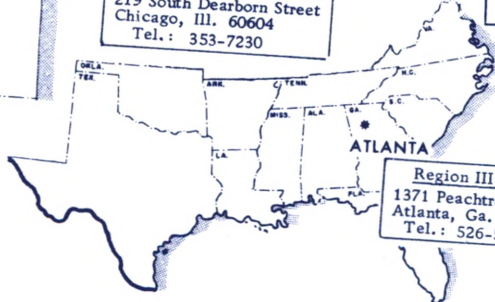 219 South Dearborn Street
Chicago, Ill. 60604
Tel.: 353-7230
OKLA.
TEX.
ARK.
TENN.
N.C.
S.C.
MISS.
ALA.
GA.
LA.
FLA.
ATLANTA
Region III
1371
Atlanta, Ga.
Tel.: 526-